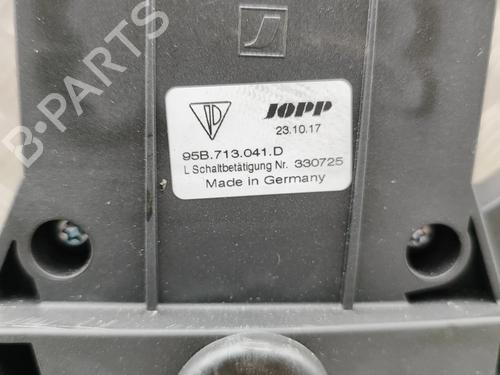 JOPP
23.10.17
95B.713.041.D
L Schaltbetätigung Nr. 330725
Made in Germany
B-PARTS